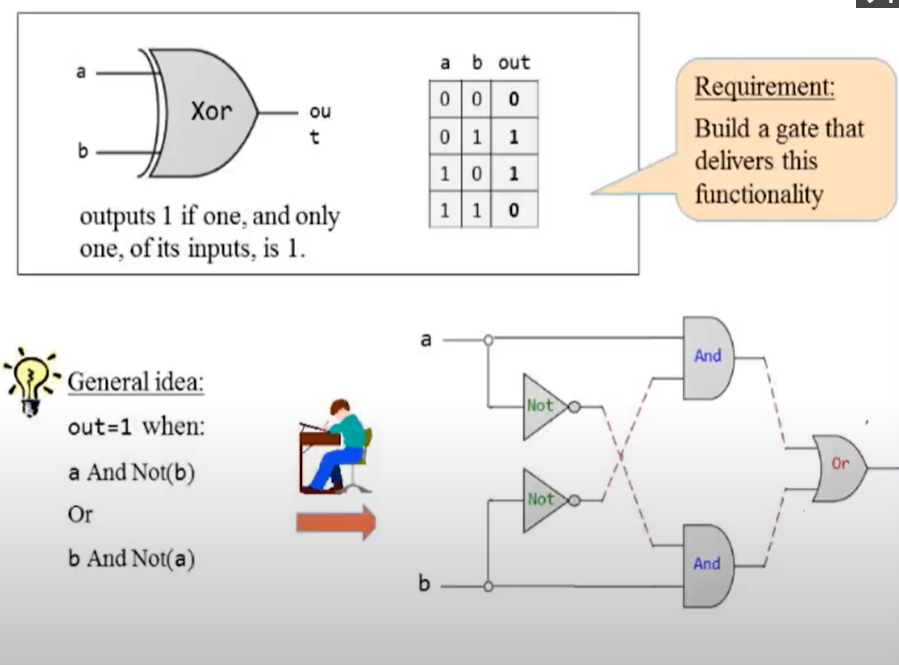 a
b
Xor
ou
t
outputs 1 if one, and only
one, of its inputs, is 1.
a b out
0 0 0
0 1 1
1 0 1
1 1 0
Requirement:
Build a gate that
delivers this
functionality
General idea:
out=1 when:
a And Not(b)
Or
b And Not(a)
a
And
Not
Or
Not
And
b